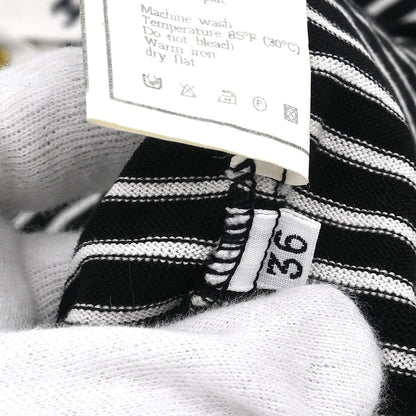 Machine wash
Temperature 85°F (30°C)
Do not bleach
Warm iron
dry flat
36